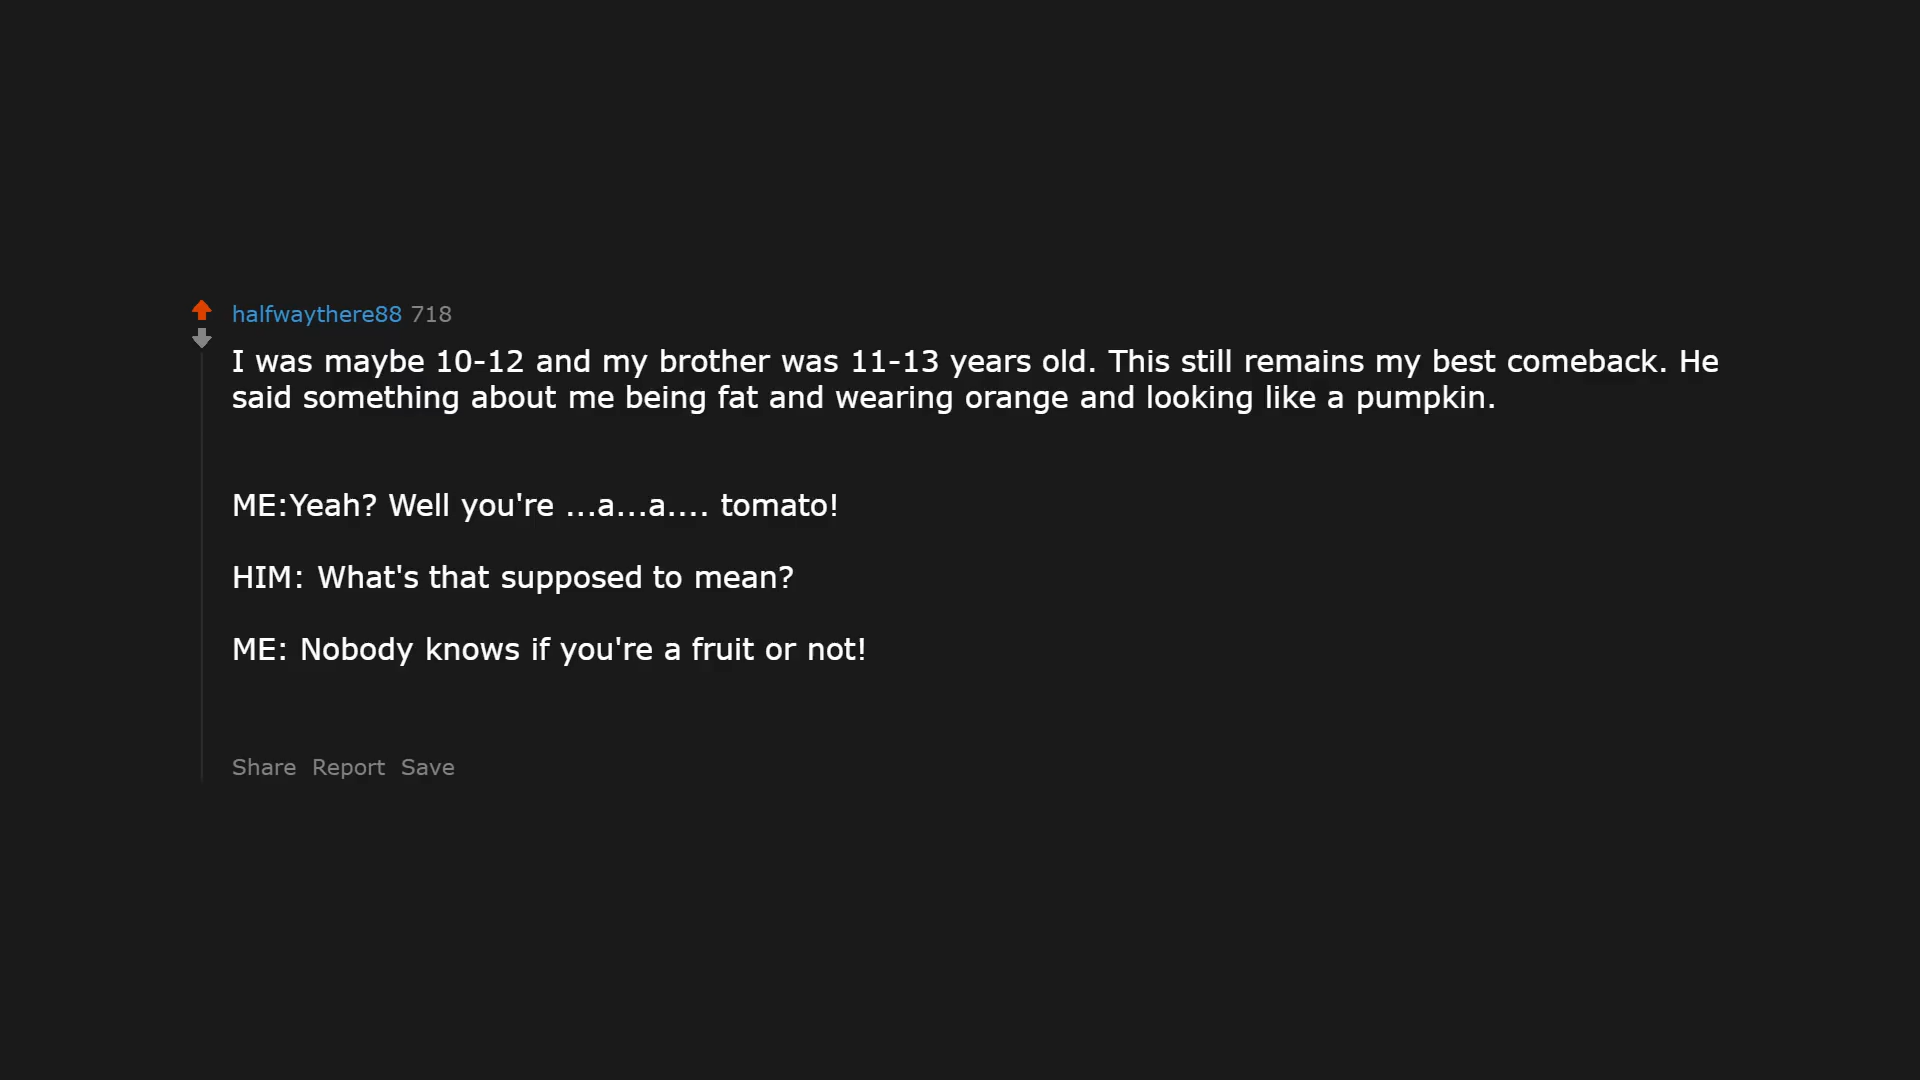 halfwaythere88 718
I was maybe 10-12 and my brother was 11-13 years old. This still remains my best comeback. He
said something about me being fat and wearing orange and looking like a pumpkin.
ME:Yeah? Well you're ...a...a.... tomato!
HIM: What's that supposed to mean?
ME: Nobody knows if you're a fruit or not!
Share Report Save